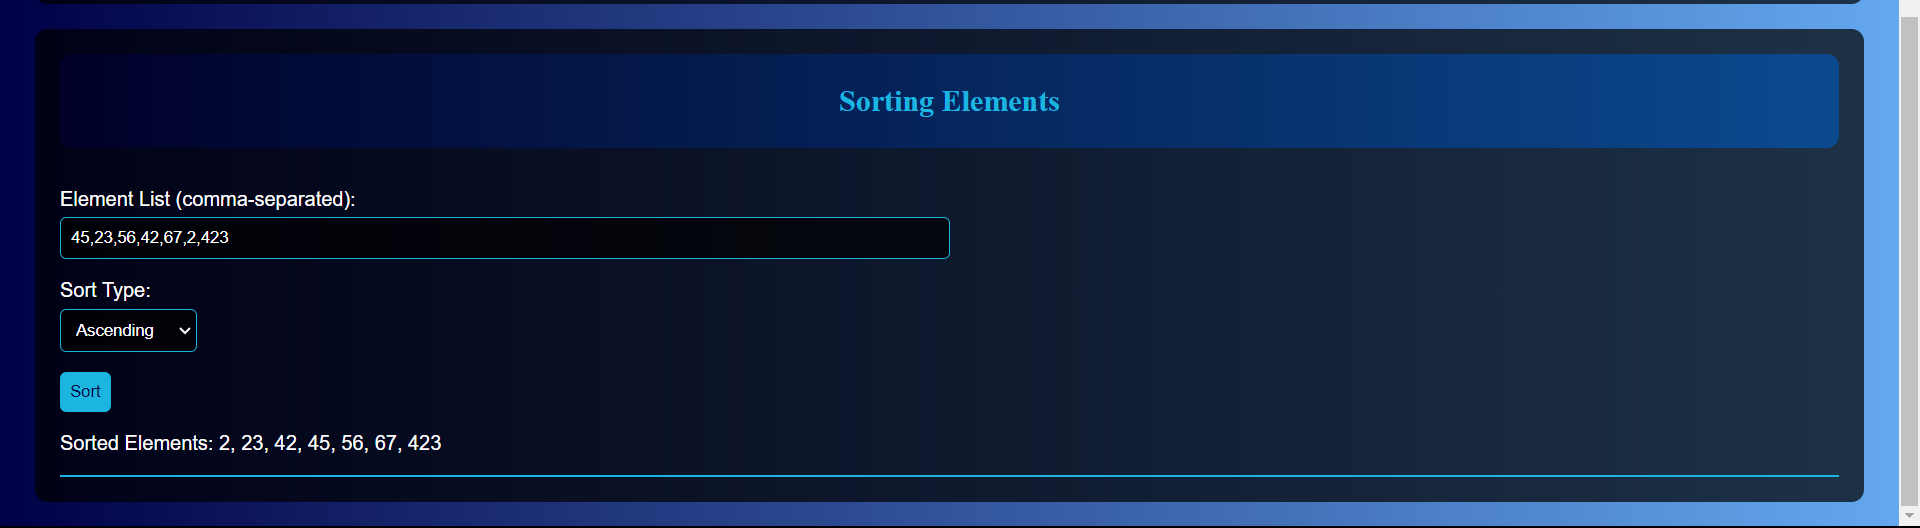 Sorting Elements
Element List (comma-separated):
45,23,56,42,67,2,423
Sort Type:
Ascending
Sort
Sorted Elements: 2, 23, 42, 45, 56, 67, 423